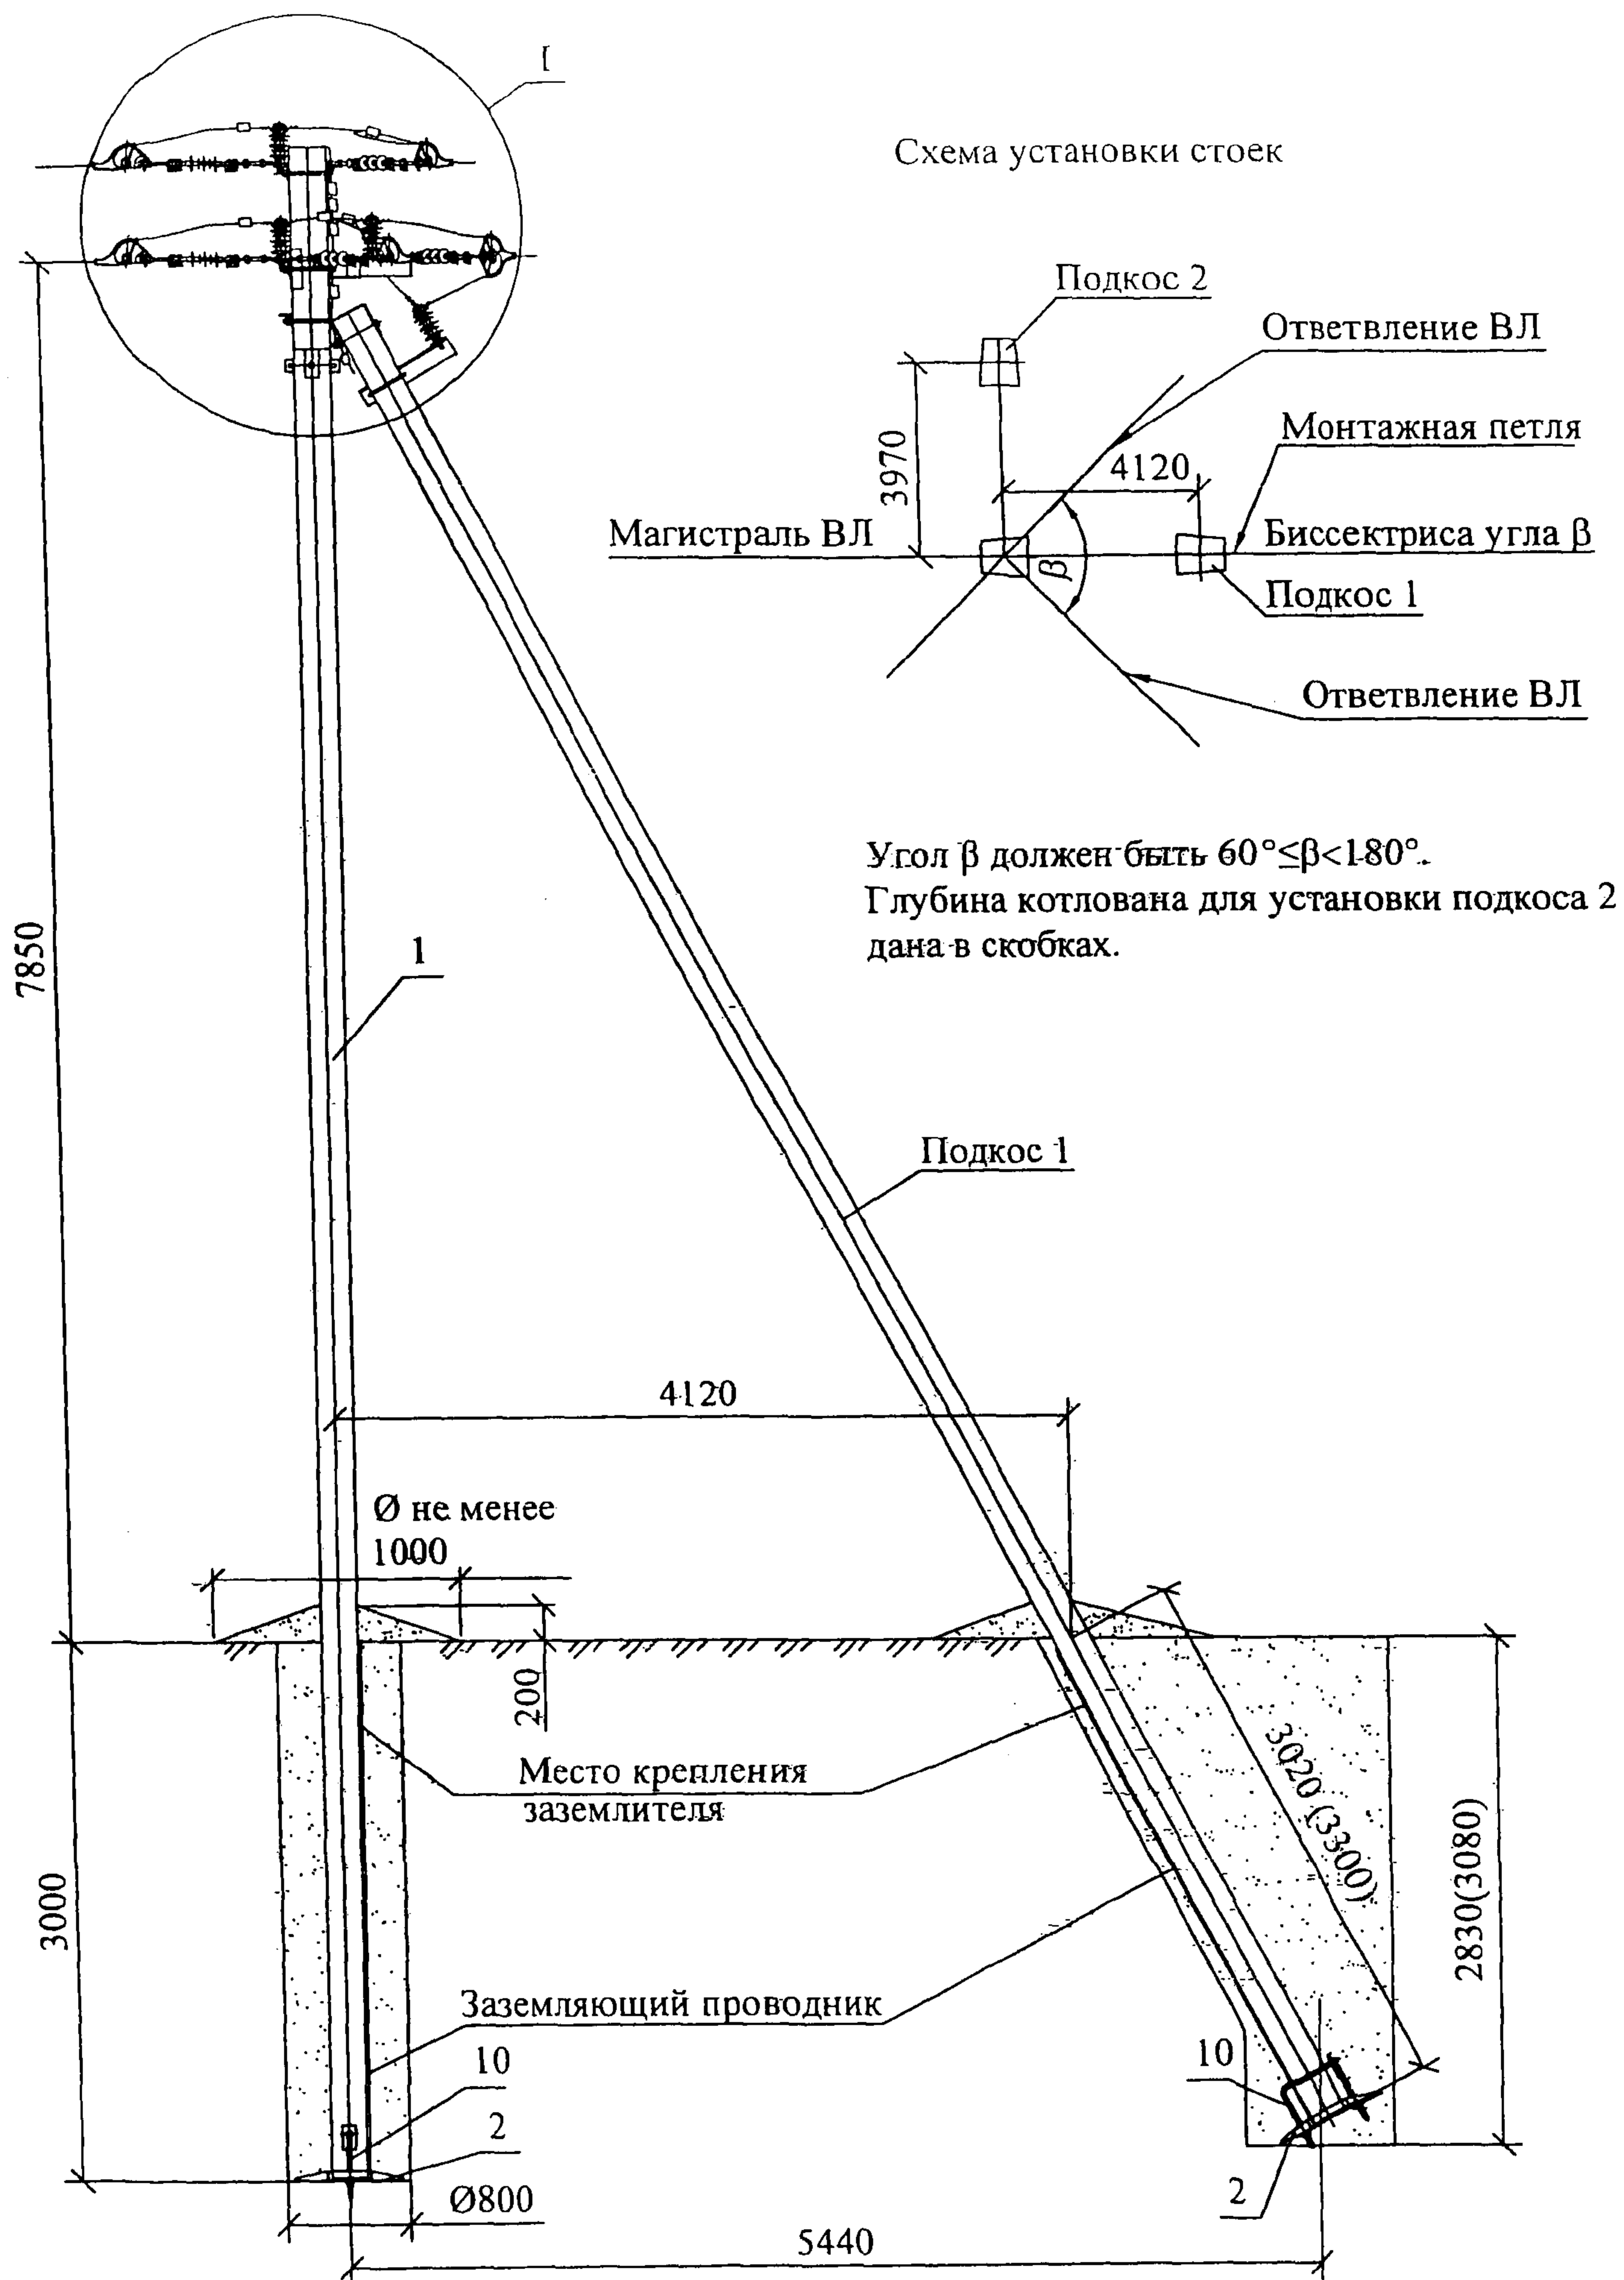 I
Схема установки стоек
Подкос 2
Ответвление ВЛ
Монтажная петля
3970
4120
Магистраль ВЛ
Биссектриса угла β
β
Подкос 1
Ответвление ВЛ
Угол β должен быть 60°≤β<180°.
Глубина котлована для установки подкоса 2
дана в скобках.
7850
1
Подкос 1
4120
Ø не менее
1000
200
Место крепления
заземлителя
3020 (3300)
2830(3080)
3000
Заземляющий проводник
10
10
2
2
Ø800
5440